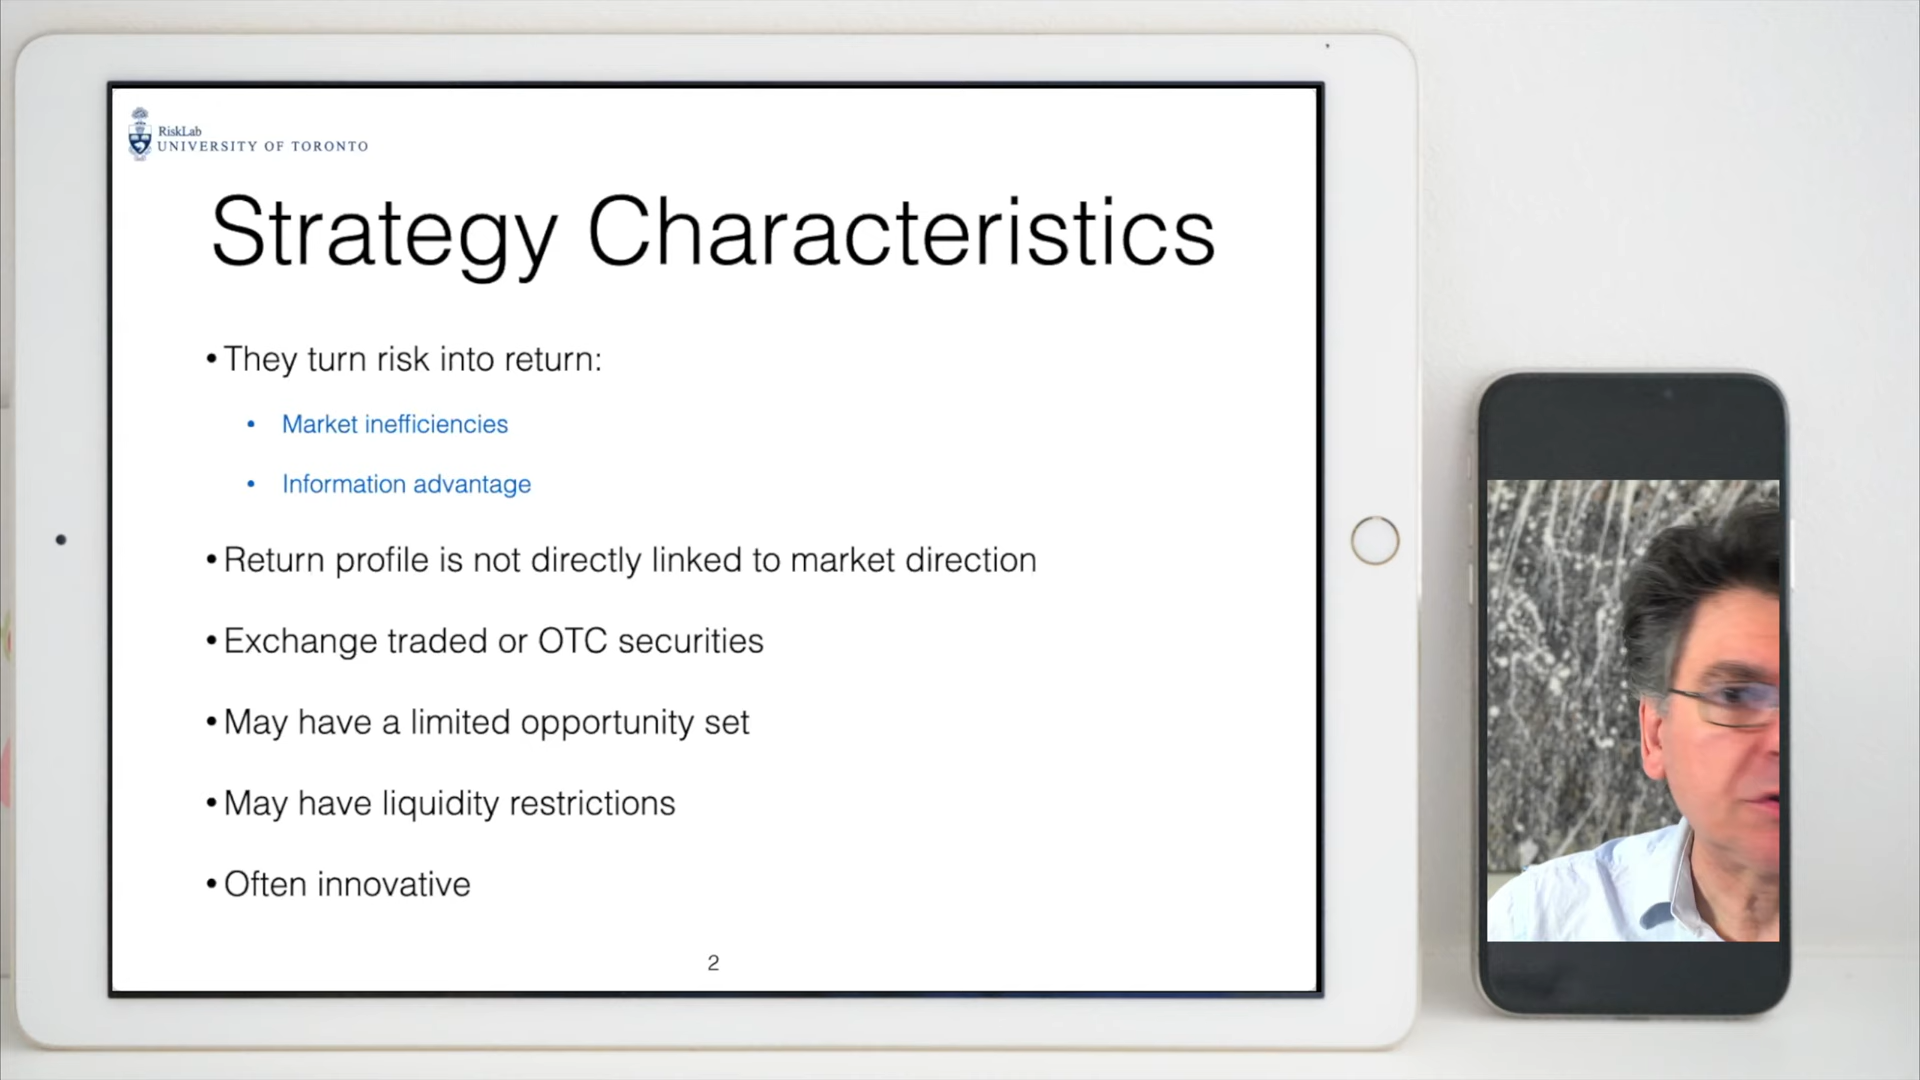 RiskLab
UNIVERSITY OF TORONTO
Strategy Characteristics
• They turn risk into return:
• Market inefficiencies
• Information advantage
• Return profile is not directly linked to market direction
• Exchange traded or OTC securities
• May have a limited opportunity set
• May have liquidity restrictions
• Often innovative
2